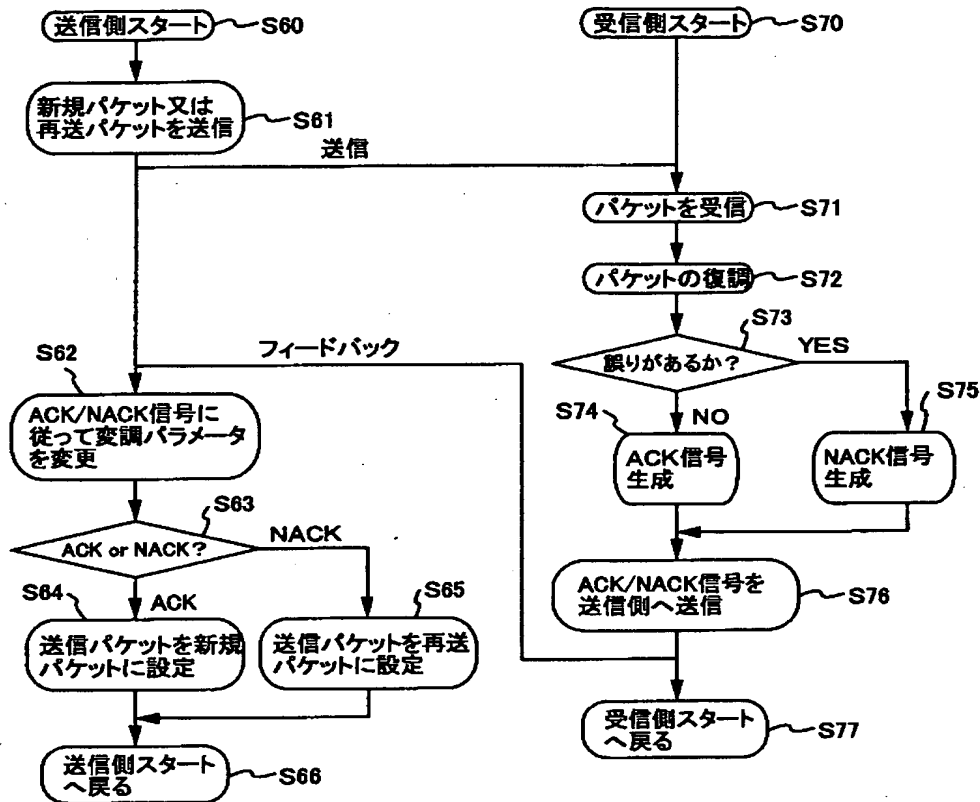 送信側スタート
S60
新規パケット又は
再送パケットを送信
S61
送信
フィードバック
S62
ACK/NACK信号に
従って変調パラメータ
を変更
S63
ACK or NACK?
NACK
S64
ACK
送信パケットを新規
パケットに設定
S65
送信パケットを再送
パケットに設定
送信側スタート
へ戻る
S66
受信側スタート
S70
パケットを受信
S71
パケットの復調
S72
S73
誤りがあるか?
YES
S74
NO
ACK信号
生成
S75
NACK信号
生成
ACK/NACK信号を
送信側へ送信
S76
受信側スタート
へ戻る
S77